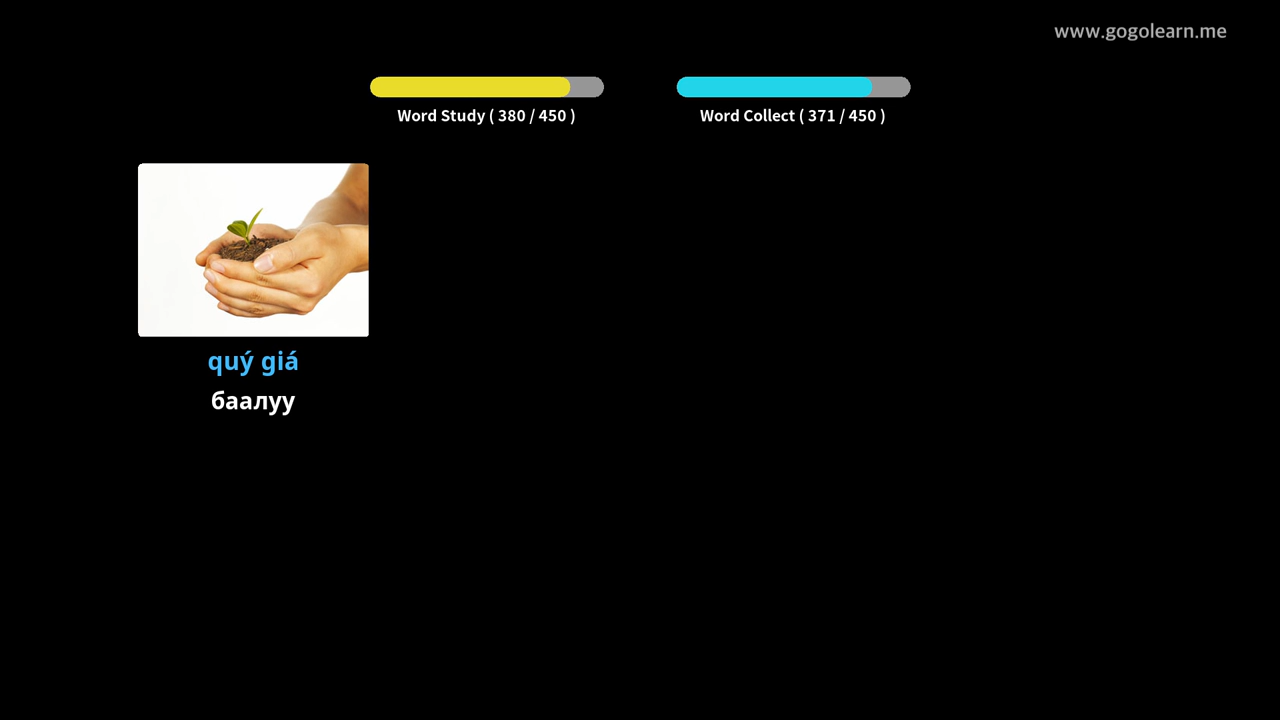 www.gogolearn.me
Word Study ( 380 / 450 )
Word Collect ( 371 / 450 )
quý giá
баалуу